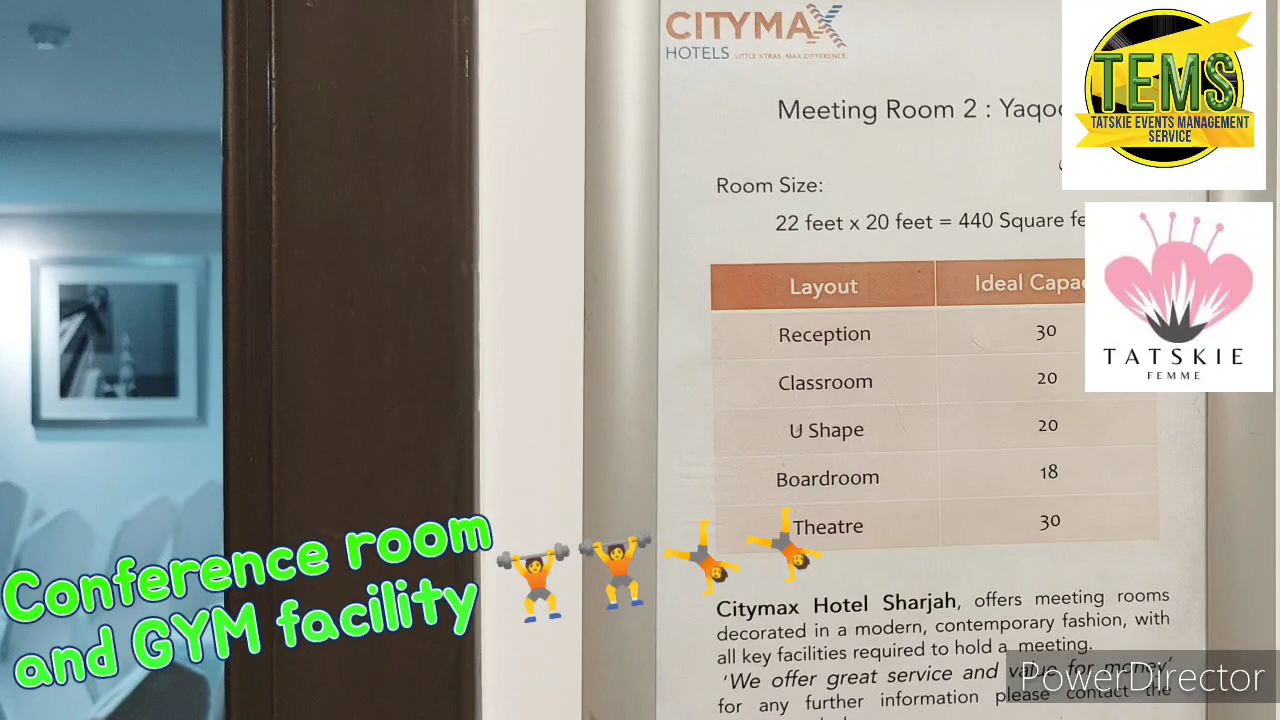 CITYMAX
HOTELS LITTLE XTRAS. MAX DIFFERENCE.
Meeting Room 2 :
Room Size:
22 feet x 20 feet = 440 Square
Layout Ideal
Reception 30
Classroom 20
U Shape 20
Boardroom 18
Theatre 30
Citymax Hotel Sharjah, offers meeting rooms
decorated in a modern, contemporary fashion, with
all key facilities required to hold a meeting.
'We offer great service and value for money'
for any further information please contact the
TEMS
TATSKIE EVENTS MANAGEMENT
SERVICE
TATSKIE
FEMME
Conference room
and GYM facility
PowerDirector